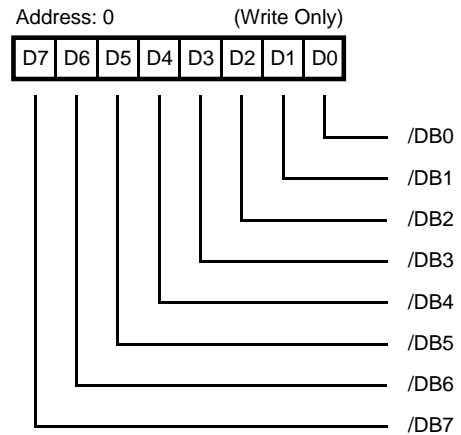 Address: 0 (Write Only)
D7 D6 D5 D4 D3 D2 D1 D0
/DB0
/DB1
/DB2
/DB3
/DB4
/DB5
/DB6
/DB7